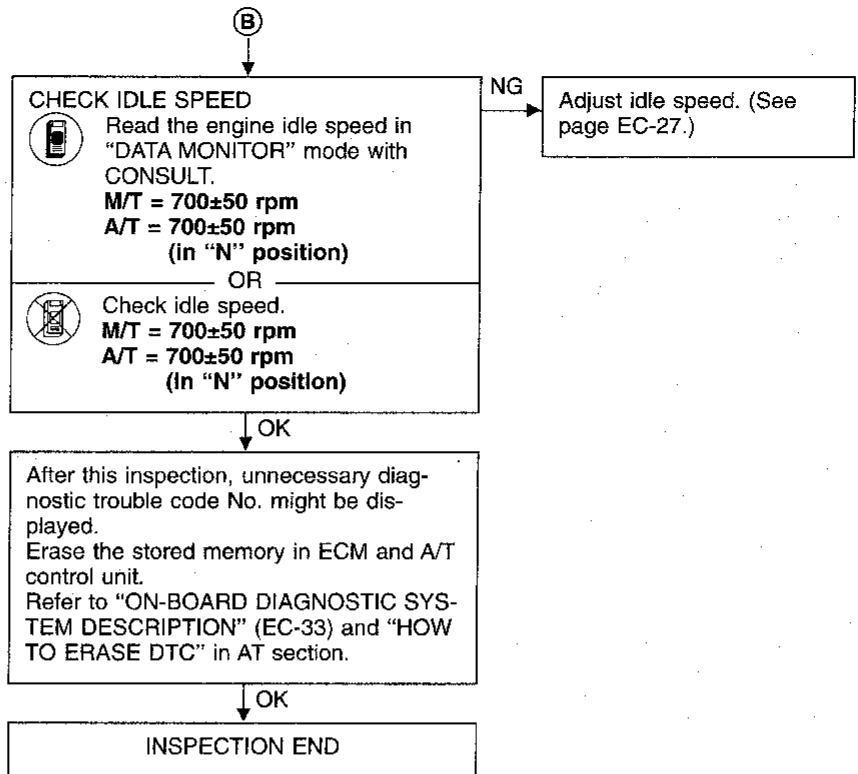 B
CHECK IDLE SPEED
Read the engine idle speed in
"DATA MONITOR" mode with
CONSULT.
M/T = 700±50 rpm
A/T = 700±50 rpm
(in "N" position)
OR
Check idle speed.
M/T = 700±50 rpm
A/T = 700±50 rpm
(in "N" position)
NG
Adjust idle speed. (See
page EC-27.)
OK
After this inspection, unnecessary diag-
nostic trouble code No. might be dis-
played.
Erase the stored memory in ECM and A/T
control unit.
Refer to "ON-BOARD DIAGNOSTIC SYS-
TEM DESCRIPTION" (EC-33) and "HOW
TO ERASE DTC" in AT section.
OK
INSPECTION END